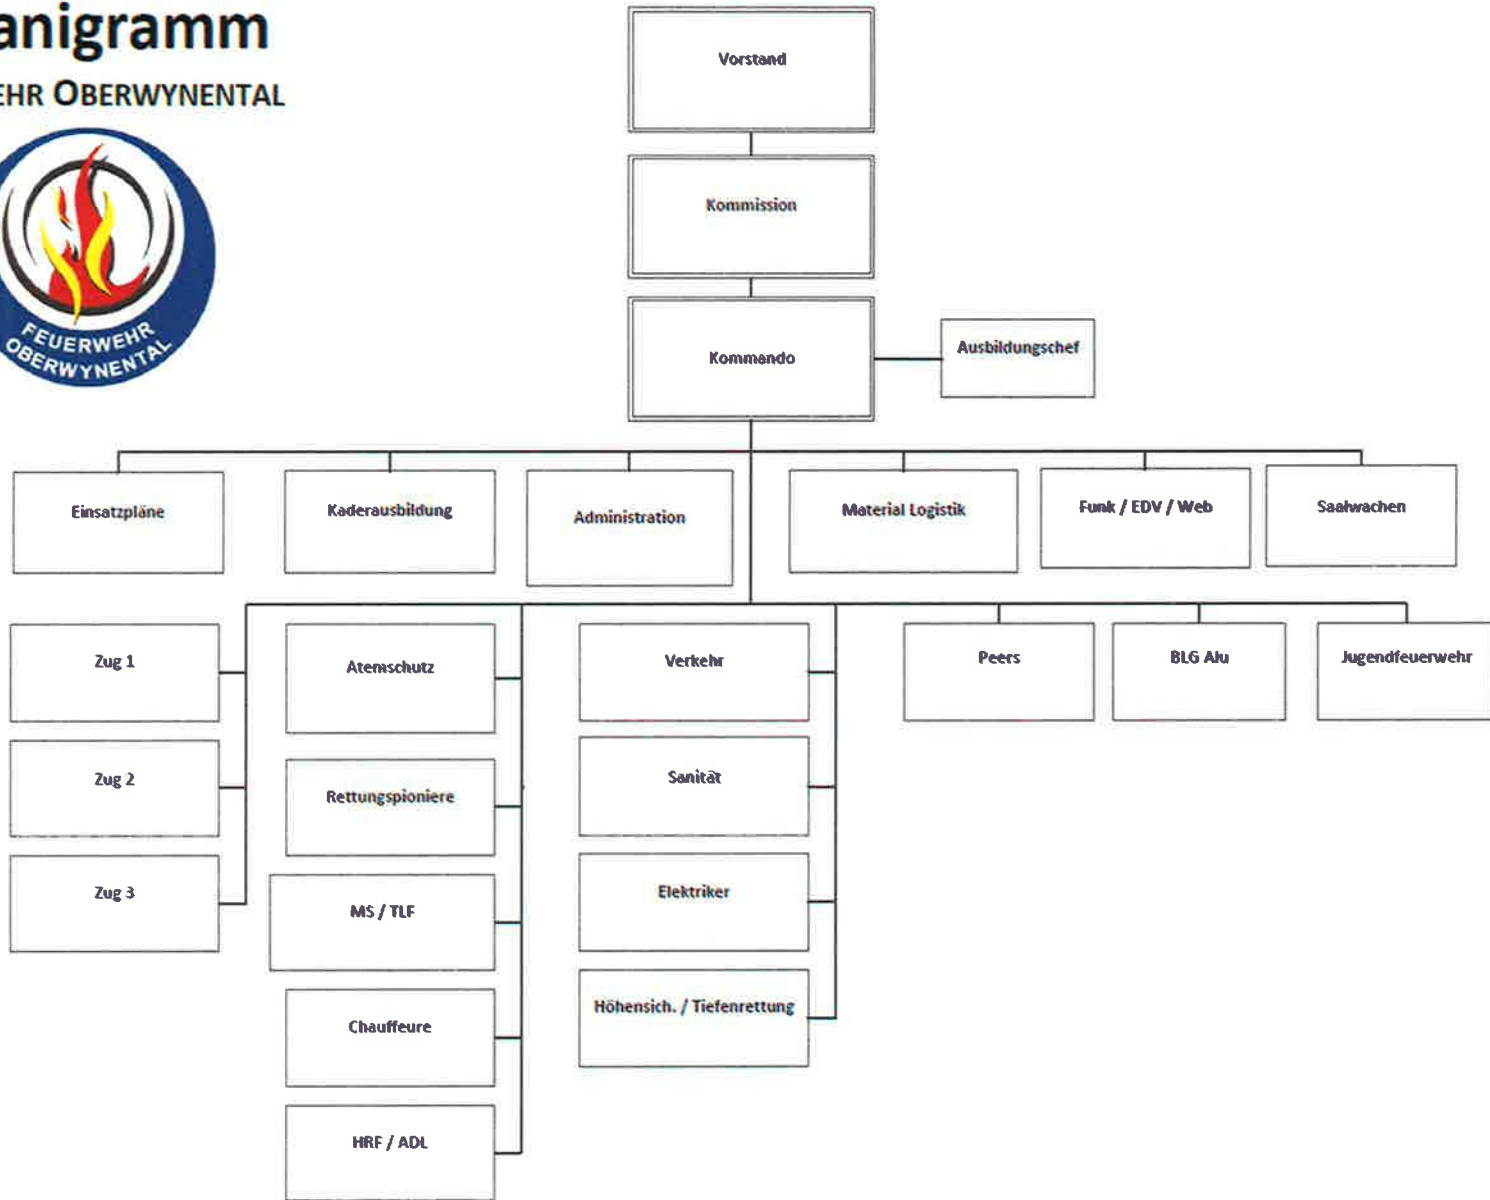 anigramm
EHR OBERWYNENTAL
FEUERWEHR
OBERWYNENTAL
Vorstand
Kommission
Kommando
Ausbildungschef
Einsatzpläne
Kaderausbildung
Administration
Material Logistik
Funk / EDV / Web
Saalwachen
Zug 1
Zug 2
Zug 3
Atemschutz
Rettungspioniere
MS / TLF
Chauffeure
HRF / ADL
Verkehr
Sanität
Elektriker
Höhensich. / Tiefenrettung
Peers
BLG Alu
Jugendfeuerwehr